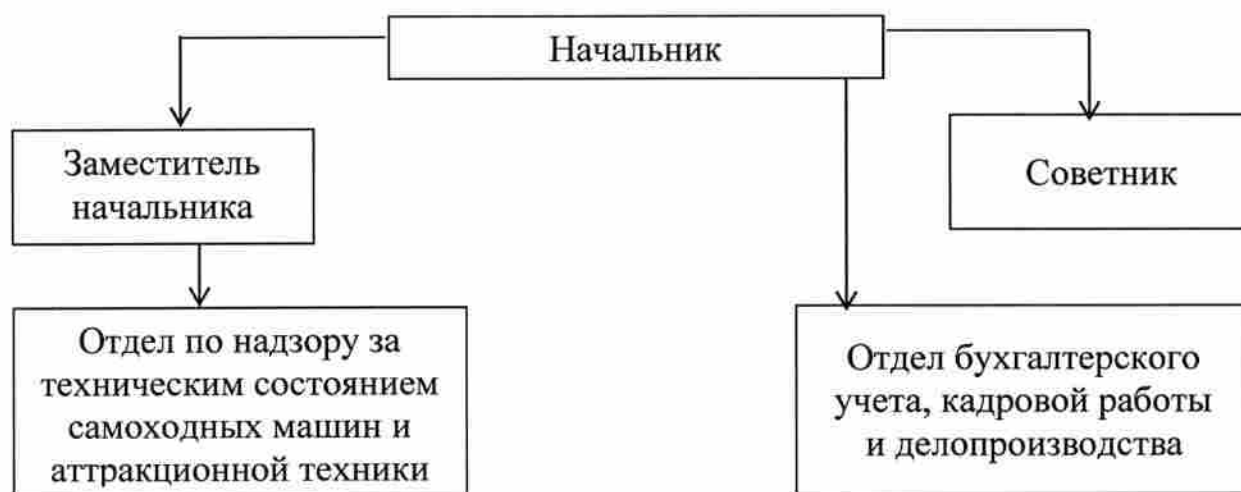 Начальник
Заместитель
начальника
Советник
Отдел по надзору за
техническим состоянием
самоходных машин и
аттракционной техники
Отдел бухгалтерского
учета, кадровой работы
и делопроизводства